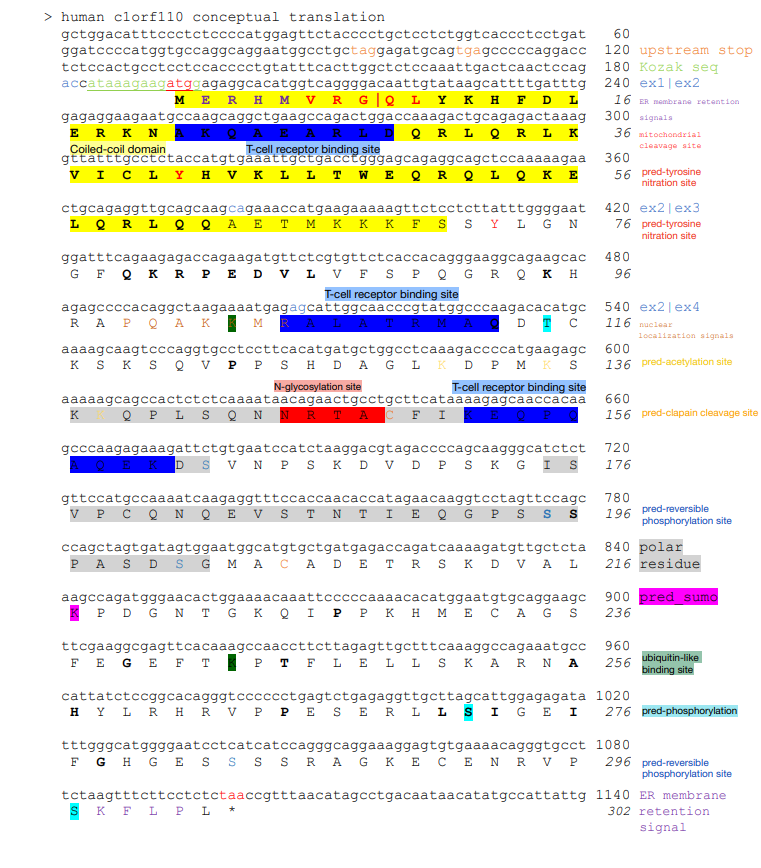 > human c1orf110 conceptual translation
gctggacatttccctctccccatggagttctacccctgctcctctggtcaccctcctgat 60
ggatccccatggtgccaggcaggaatggcctgctaggagatgcagtgagcccccaggacc 120 upstream stop
180 Kozak seq
accataaagaagatggagaggcacatggtcaggggacaattgtataagcattttgatttg 240 ex1|ex2
M E R H M V R G|Q L Y K H F D L 16 ER membrane retention
gagaggaagaatgccaagcaggctgaagccagactggaccaaagactgcagagactaaag 300 signals
E R K N A K Q A E A R L D Q R L Q R L K 36 mitochondrial cleavage site
Coiled-coil domain T-cell receptor binding site
gttatttgcctctaccatgtgaaattgctgacctgggagcagaggcagctccaaaaagaa 360
V I C L Y H V K L L T W E Q R Q L Q K E 56 pred-tyrosine nitration site
ctgcagaggttgcagcaagcagaaaccatgaagaaaaagttctcctcttatttggggaat 420 ex2|ex3
L Q R L Q Q A E T M K K K F S S Y L G N 76 pred-tyrosine nitration site
ggatttcagaagagaccagaagatgttctcgtgttctcaccacagggaaggcagaagcac 480
G F Q K R P E D V L V F S P Q G R Q K H 96
T-cell receptor binding site
agagccccacaggctaagaaaatgagagcattggcaacccgtatggcccaagacacatgc 540 ex2|ex4
R A P Q A K K M R A L A T R M A Q D T C 116 nuclear localization signals
aaaagcaagtcccaggtgcctccttcacatgatgctggcctcaaagaccccatgaagagc 600
K S K S Q V P P S H D A G L K D P M K S 136 pred-acetylation site
N-glycosylation site T-cell receptor binding site
aaaaagcagccactctctcaaaataacagaactgcctgcttcataaaagagcaaccacaa 660
K K Q P L S Q N N R T A C F I K E Q P Q 156 pred-clapain cleavage site
gcccaagagaaagattctgtgaatccatctaaggacgtagaccccagcaagggcatctct 720
A Q E K D S V N P S K D V D P S K G I S 176
gttccatgccaaaatcaagaggtttccaccaacaccatagaacaaggtcctagttccagc 780
V P C Q N Q E V S T N T I E Q G P S S S 196 pred-reversible phosphorylation site
ccagctagtgatagtggaatggcatgtgctgatgagaccagatcaaaagatgttgctcta 840 polar
P A S D S G M A C A D E T R S K D V A L 216 residue
aagccagatgggaacactggaaaacaaattccccccaaacacatggaatgtgcaggaagc 900 pred_sumo
K P D G N T G K Q I P P K H M E C A G S 236
ttcgaaggcgagttcacaaagccaaccttcttagagttgctttcaaaggccagaaatgcc 960
F E G E F T K P T F L E L L S K A R N A 256 ubiquitin-like binding site
cattatctccggcacagggtcccccctgagtctgagaggttgcttagcattggagagata 1020
H Y L R H R V P P E S E R L L S I G E I 276 pred-phosphorylation
tttgggcatggggaatcctcatcatccagggcaggaaaggagtgtgaaaacagggtgcct 1080
F G H G E S S S S R A G K E C E N R V P 296 pred-reversible phosphorylation site
tctaagtttcttcctctctaaccgtttaacatagcctgacaataacatatgccattattg 1140 ER membrane
S K F L P L * 302 retention
signal